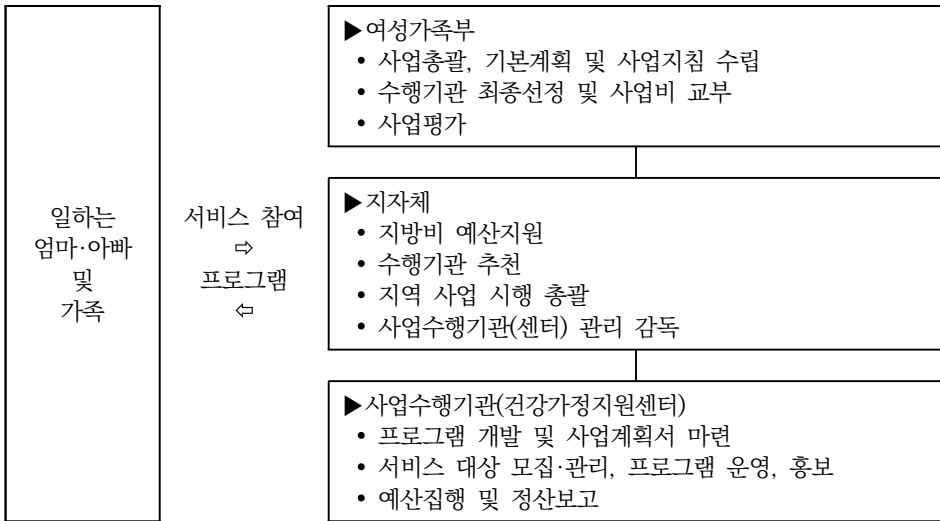 일하는
엄마·아빠
및
가족
서비스 참여
⇨
프로그램
⇦
▶여성가족부
• 사업총괄, 기본계획 및 사업지침 수립
• 수행기관 최종선정 및 사업비 교부
• 사업평가
▶지자체
• 지방비 예산지원
• 수행기관 추천
• 지역 사업 시행 총괄
• 사업수행기관(센터) 관리 감독
▶사업수행기관(건강가정지원센터)
• 프로그램 개발 및 사업계획서 마련
• 서비스 대상 모집·관리, 프로그램 운영, 홍보
• 예산집행 및 정산보고